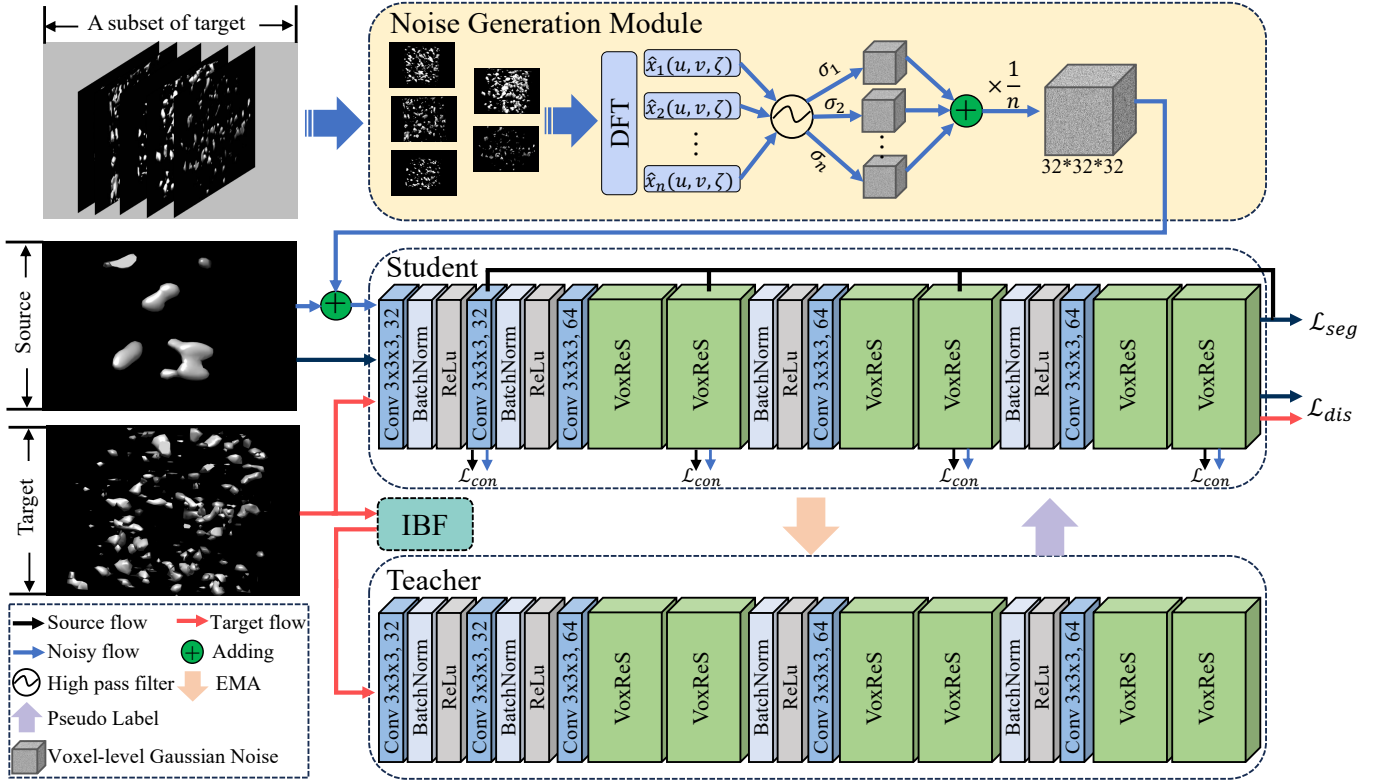 A subset of target
Noise Generation Module
DFT
x̂₁(u, v, ζ)
x̂₂(u, v, ζ)
⋮
x̂ₙ(u, v, ζ)
σ₁
σ₂
σₙ
⋮
+
× 1/n
32*32*32
Source
+
Student
Conv 3x3x3, 32
BatchNorm
ReLu
Conv 3x3x3, 32
BatchNorm
ReLu
Conv 3x3x3, 64
VoxReS
VoxReS
BatchNorm
ReLu
Conv 3x3x3, 64
VoxReS
VoxReS
BatchNorm
ReLu
Conv 3x3x3, 64
VoxReS
VoxReS
ℒseg
ℒdis
ℒcon
ℒcon
ℒcon
ℒcon
Target
IBF
Teacher
Conv 3x3x3, 32
BatchNorm
ReLu
Conv 3x3x3, 32
BatchNorm
ReLu
Conv 3x3x3, 64
VoxReS
VoxReS
BatchNorm
ReLu
Conv 3x3x3, 64
VoxReS
VoxReS
BatchNorm
ReLu
Conv 3x3x3, 64
VoxReS
VoxReS
Source flow
Target flow
Noisy flow
+ Adding
High pass filter
EMA
Pseudo Label
Voxel-level Gaussian Noise